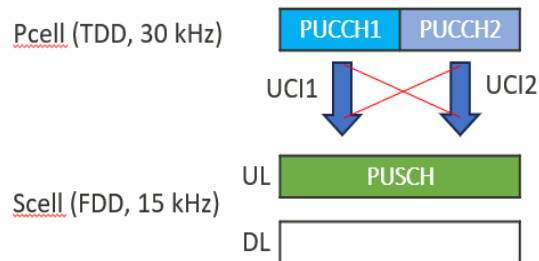 Pcell (TDD, 30 kHz) PUCCH1 PUCCH2
UCI1 UCI2
UL PUSCH
Scell (FDD, 15 kHz)
DL